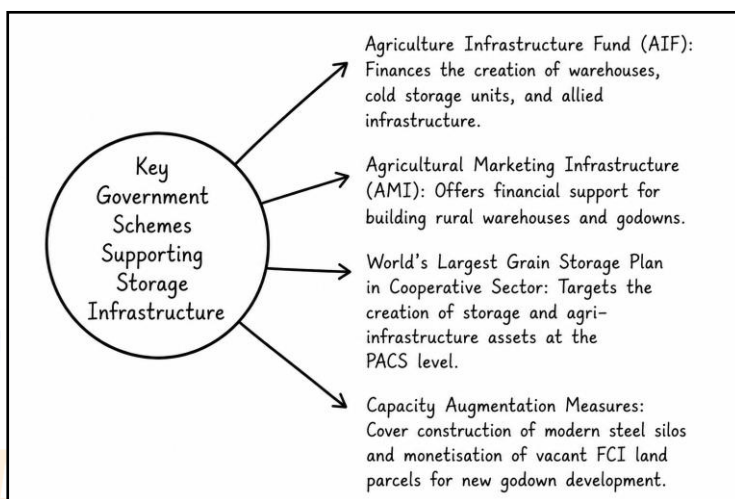 Key
Government
Schemes
Supporting
Storage
Infrastructure
Agriculture Infrastructure Fund (AIF):
Finances the creation of warehouses,
cold storage units, and allied
infrastructure.
Agricultural Marketing Infrastructure
(AMI): Offers financial support for
building rural warehouses and godowns.
World's Largest Grain Storage Plan
in Cooperative Sector: Targets the
creation of storage and agri-
infrastructure assets at the
PACS level.
Capacity Augmentation Measures:
Cover construction of modern steel silos
and monetisation of vacant FCI land
parcels for new godown development.